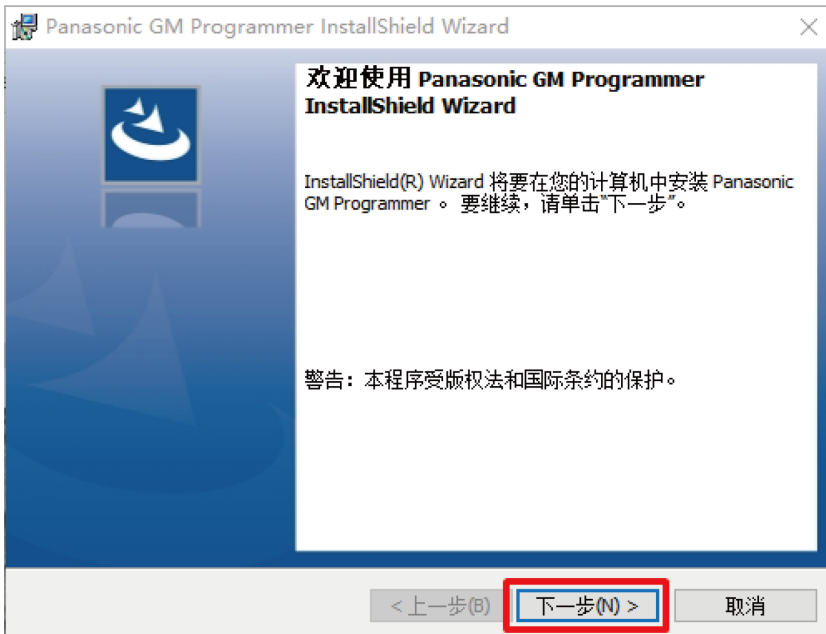 Panasonic GM Programmer InstallShield Wizard
欢迎使用 Panasonic GM Programmer
InstallShield Wizard
InstallShield(R) Wizard 将要在您的计算机中安装 Panasonic
GM Programmer 。 要继续，请单击“下一步”。
警告：本程序受版权法和国际条约的保护。
< 上一步(B)
下一步(N) >
取消